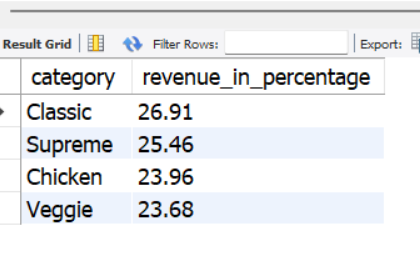 Result Grid Filter Rows: Export:
category revenue_in_percentage
Classic 26.91
Supreme 25.46
Chicken 23.96
Veggie 23.68